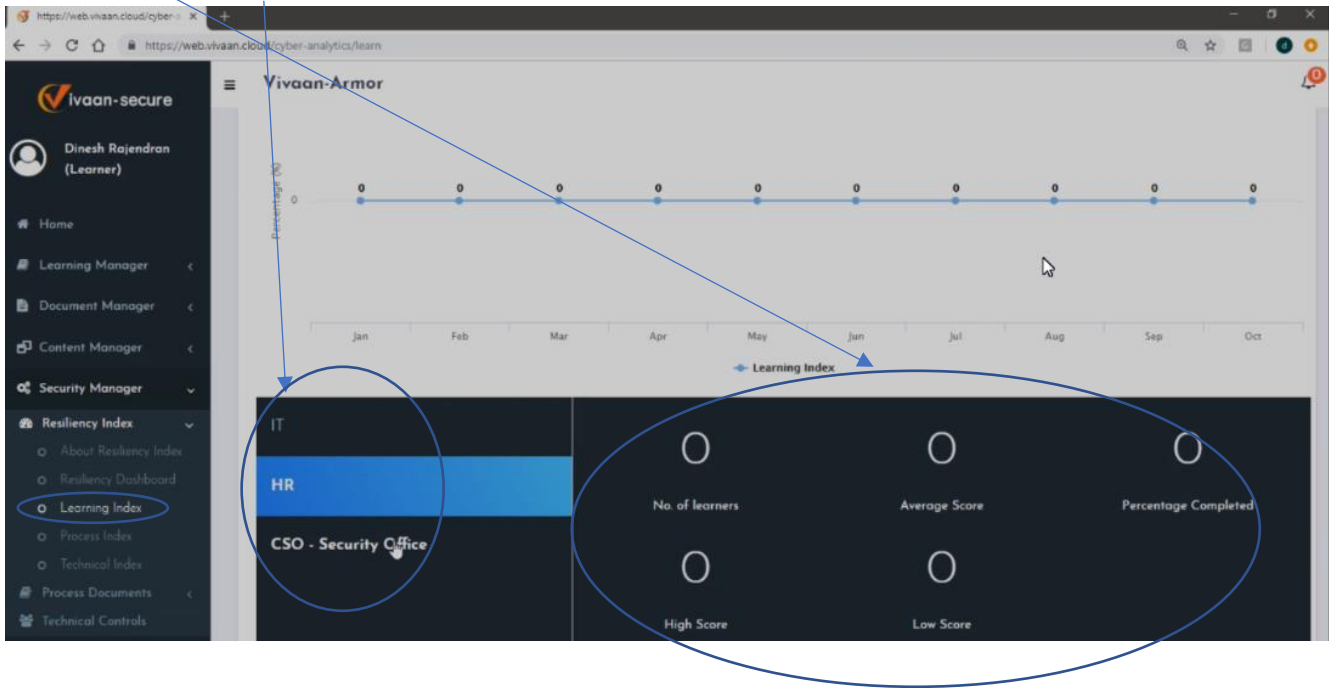 https://web.vivaan.cloud/cyber-a
https://web.vivaan.cloud/cyber-analytics/learn
d
Vivaan-secure
Vivaan-Armor
0
Dinesh Rajendran
(Learner)
Percentage (%)
0
0 0 0 0 0 0 0 0 0 0
Jan Feb Mar Apr May Jun Jul Aug Sep Oct
Learning Index
Home
Learning Manager
Document Manager
Content Manager
Security Manager
Resiliency Index
About Resiliency Index
Resiliency Dashboard
Learning Index
Process Index
Technical Index
Process Documents
Technical Controls
IT
HR
CSO - Security Office
0 0 0
No. of learners Average Score Percentage Completed
0 0
High Score Low Score